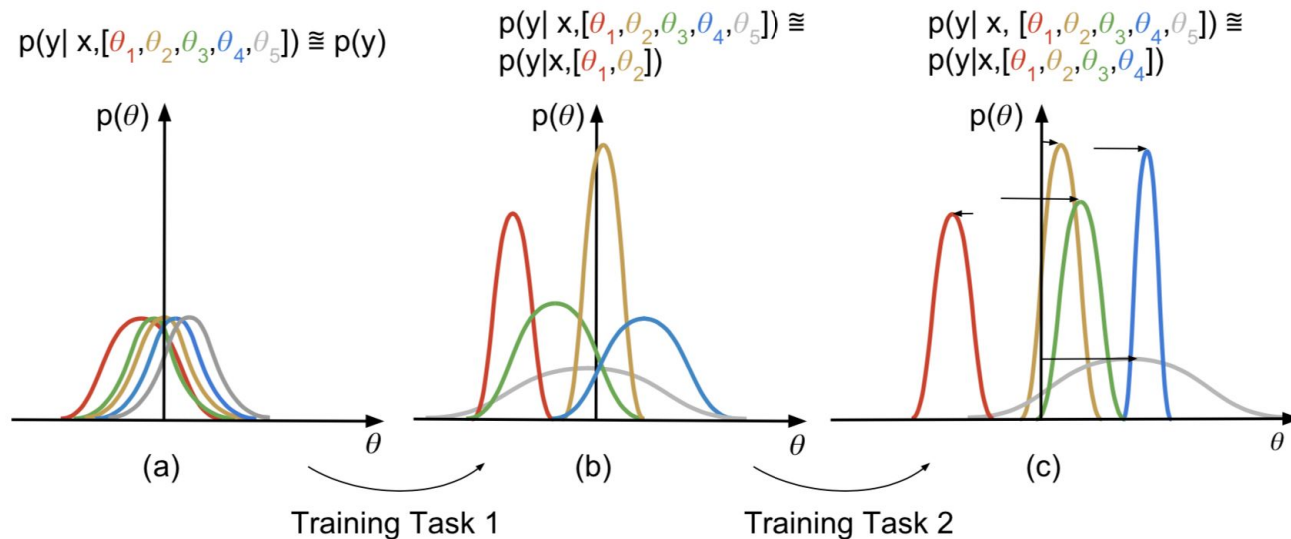 p(y| x,[θ₁,θ₂,θ₃,θ₄,θ₅]) ≊ p(y)
p(θ)
θ
(a)
p(y| x,[θ₁,θ₂,θ₃,θ₄,θ₅]) ≊
p(y|x,[θ₁,θ₂])
p(θ)
θ
(b)
p(y| x, [θ₁,θ₂,θ₃,θ₄,θ₅]) ≊
p(y|x,[θ₁,θ₂,θ₃,θ₄])
p(θ)
θ
(c)
Training Task 1
Training Task 2